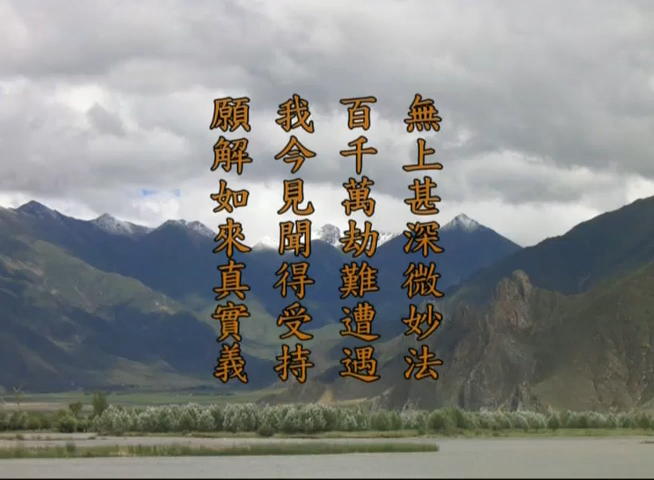 無上甚深微妙法
百千萬劫難遭遇
我今見聞得受持
願解如來真實義